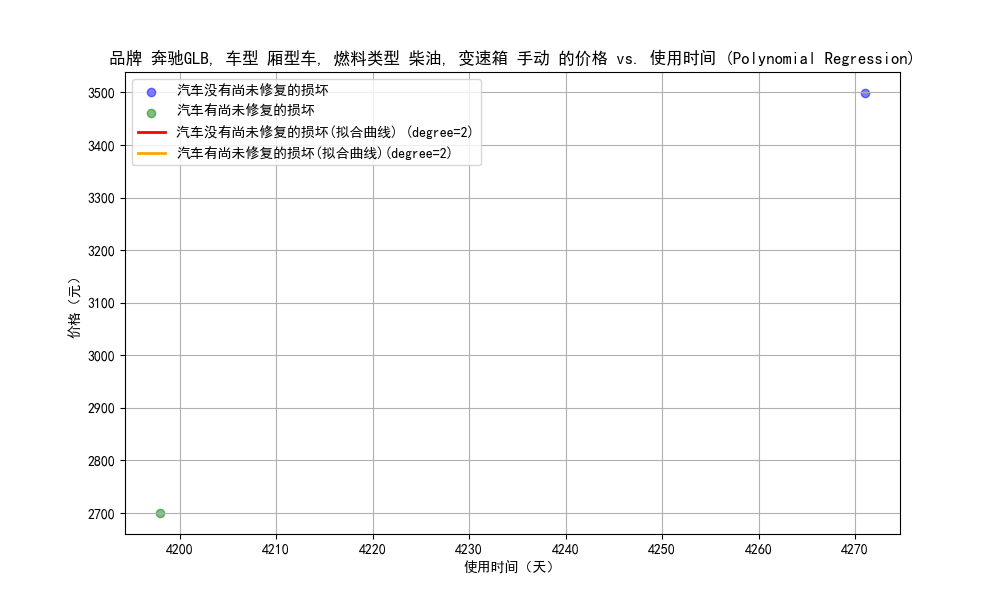 品牌 奔驰GLB, 车型 厢型车, 燃料类型 柴油, 变速箱 手动 的价格 vs. 使用时间 (Polynomial Regression)
汽车没有尚未修复的损坏
汽车有尚未修复的损坏
汽车没有尚未修复的损坏(拟合曲线) (degree=2)
汽车有尚未修复的损坏(拟合曲线)(degree=2)
价格（元）
3500
3400
3300
3200
3100
3000
2900
2800
2700
4200 4210 4220 4230 4240 4250 4260 4270
使用时间（天）